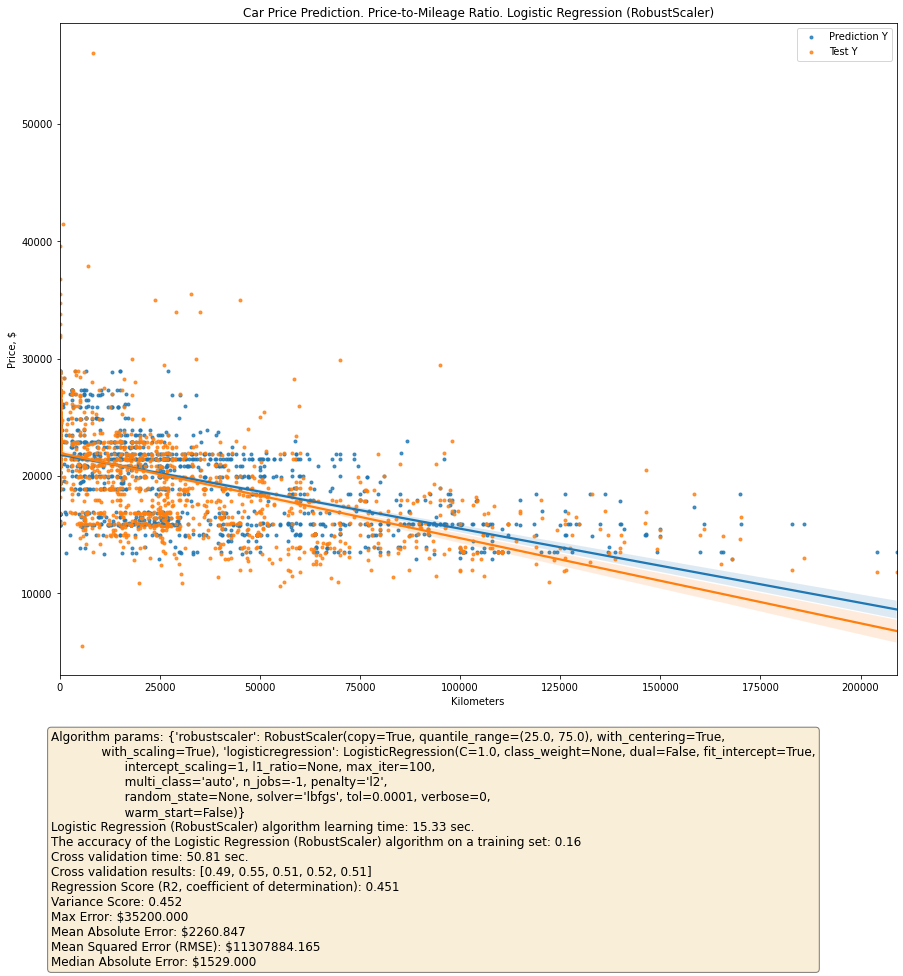 Car Price Prediction. Price-to-Mileage Ratio. Logistic Regression (RobustScaler)
Prediction Y
Test Y
Price, $
50000
40000
30000
20000
10000
0 25000 50000 75000 100000 125000 150000 175000 200000
Kilometers
Algorithm params: {'robustscaler': RobustScaler(copy=True, quantile_range=(25.0, 75.0), with_centering=True,
with_scaling=True), 'logisticregression': LogisticRegression(C=1.0, class_weight=None, dual=False, fit_intercept=True,
intercept_scaling=1, l1_ratio=None, max_iter=100,
multi_class='auto', n_jobs=-1, penalty='l2',
random_state=None, solver='lbfgs', tol=0.0001, verbose=0,
warm_start=False)}
Logistic Regression (RobustScaler) algorithm learning time: 15.33 sec.
The accuracy of the Logistic Regression (RobustScaler) algorithm on a training set: 0.16
Cross validation time: 50.81 sec.
Cross validation results: [0.49, 0.55, 0.51, 0.52, 0.51]
Regression Score (R2, coefficient of determination): 0.451
Variance Score: 0.452
Max Error: $35200.000
Mean Absolute Error: $2260.847
Mean Squared Error (RMSE): $11307884.165
Median Absolute Error: $1529.000